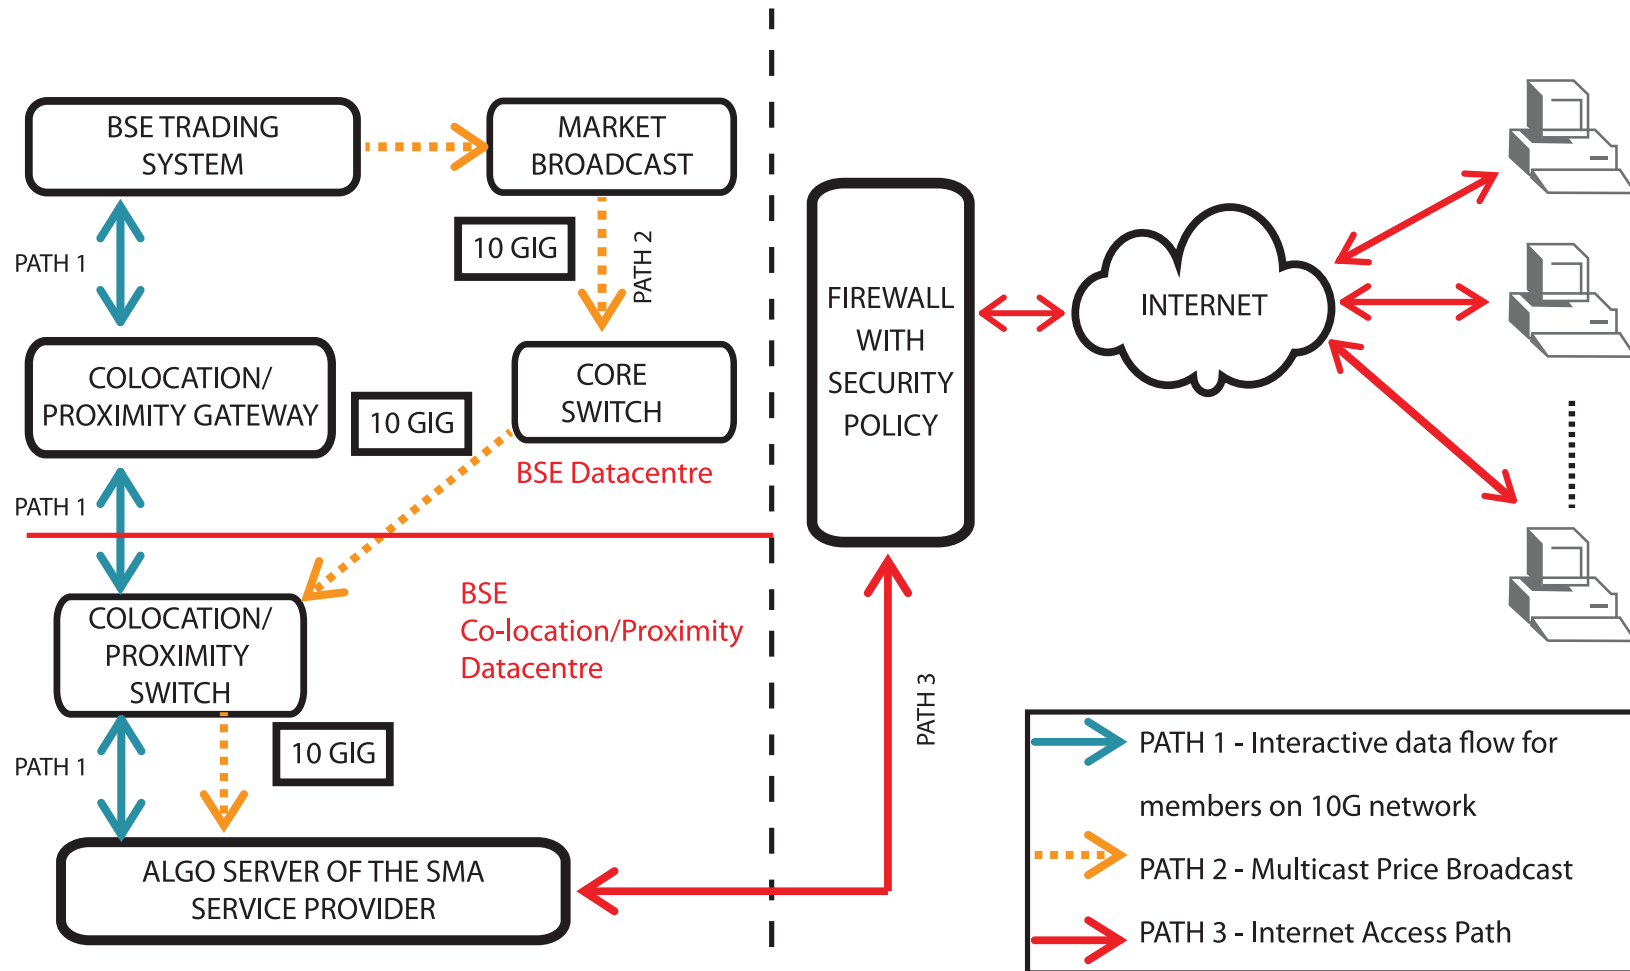 BSE TRADING
SYSTEM
MARKET
BROADCAST
10 GIG
PATH 2
PATH 1
COLOCATION/
PROXIMITY GATEWAY
10 GIG
CORE
SWITCH
BSE Datacentre
PATH 1
COLOCATION/
PROXIMITY
SWITCH
BSE
Co-location/Proximity
Datacentre
PATH 1
10 GIG
ALGO SERVER OF THE SMA
SERVICE PROVIDER
FIREWALL
WITH
SECURITY
POLICY
INTERNET
PATH 3
PATH 1 - Interactive data flow for
members on 10G network
PATH 2 - Multicast Price Broadcast
PATH 3 - Internet Access Path